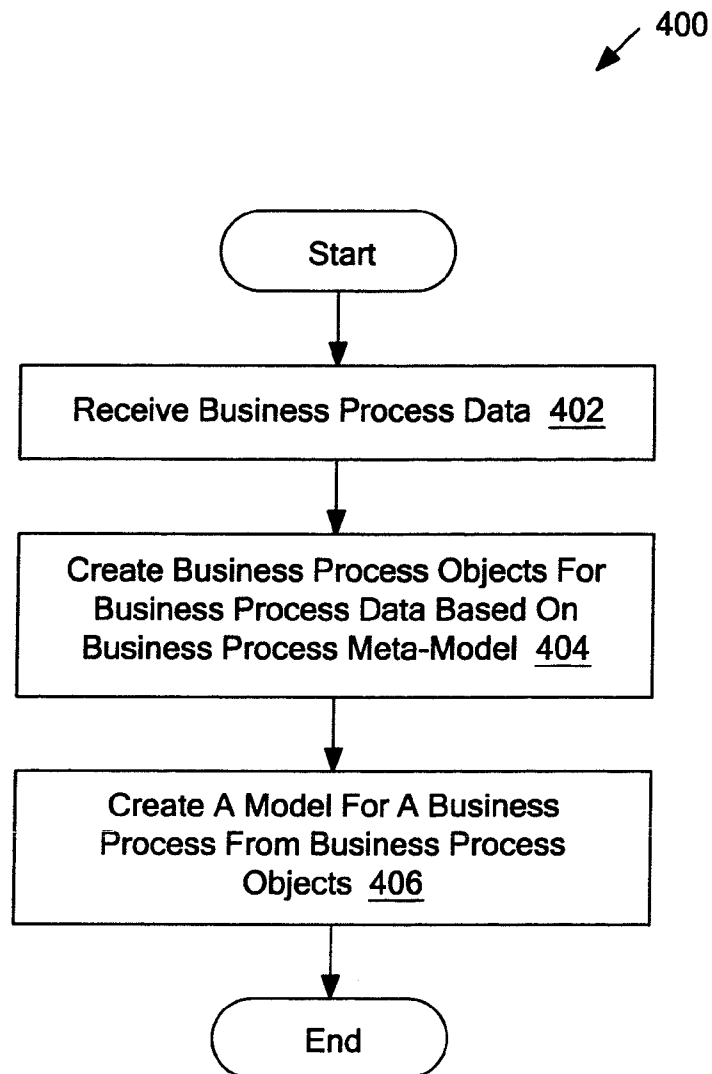 400
Start
Receive Business Process Data 402
Create Business Process Objects For
Business Process Data Based On
Business Process Meta-Model 404
Create A Model For A Business
Process From Business Process
Objects 406
End